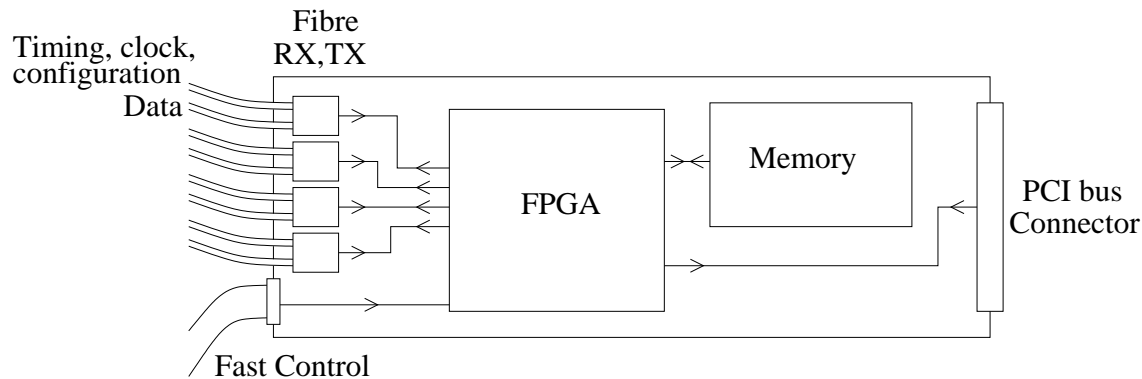 Fibre
RX,TX
Timing, clock,
configuration
Data
Memory
FPGA
PCI bus
Connector
Fast Control